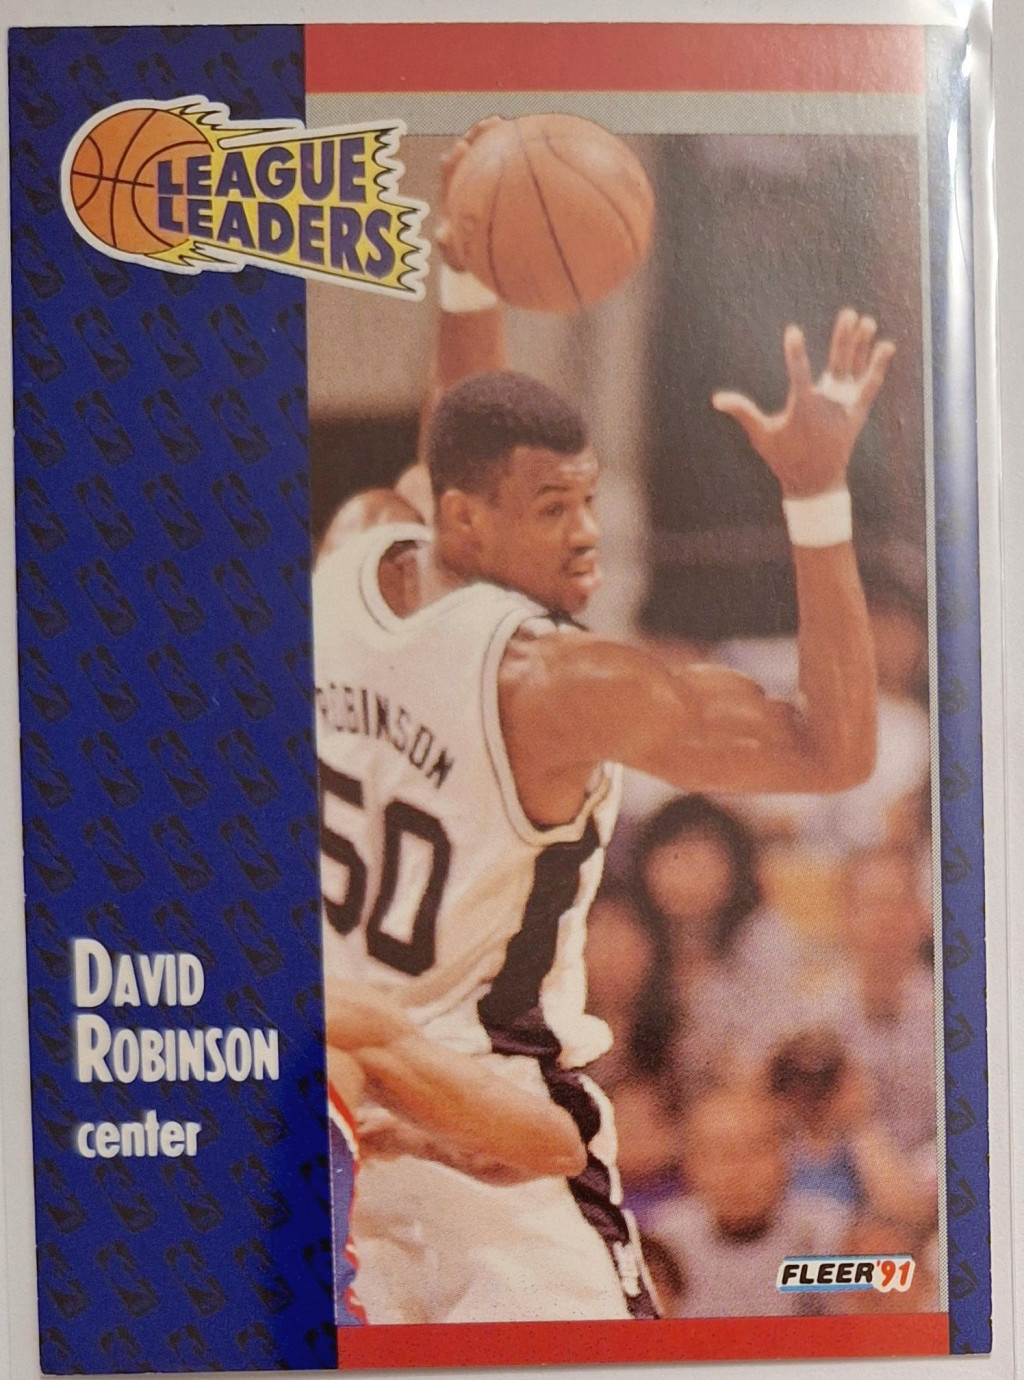 LEAGUE
LEADERS
ROBINSON
50
DAVID
ROBINSON
center
FLEER '91